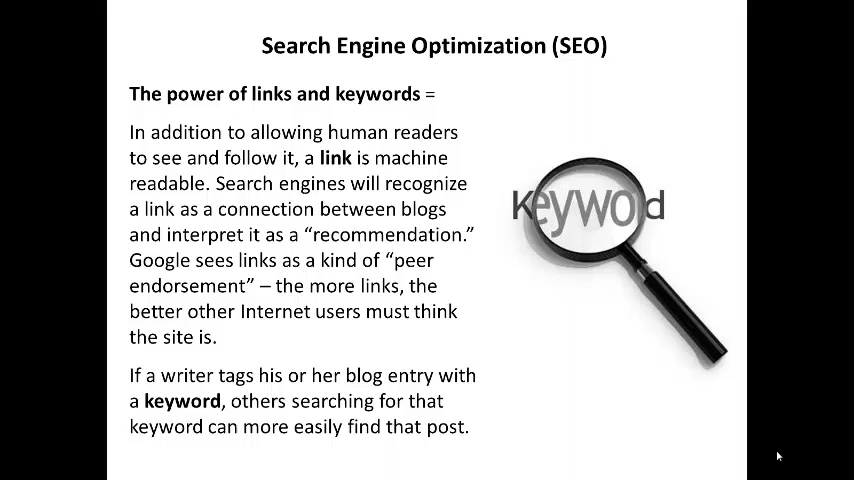 Search Engine Optimization (SEO)
The power of links and keywords =
In addition to allowing human readers
to see and follow it, a link is machine
readable. Search engines will recognize
a link as a connection between blogs
and interpret it as a “recommendation.”
Google sees links as a kind of “peer
endorsement” – the more links, the
better other Internet users must think
the site is.
If a writer tags his or her blog entry with
a keyword, others searching for that
keyword can more easily find that post.
Keyword